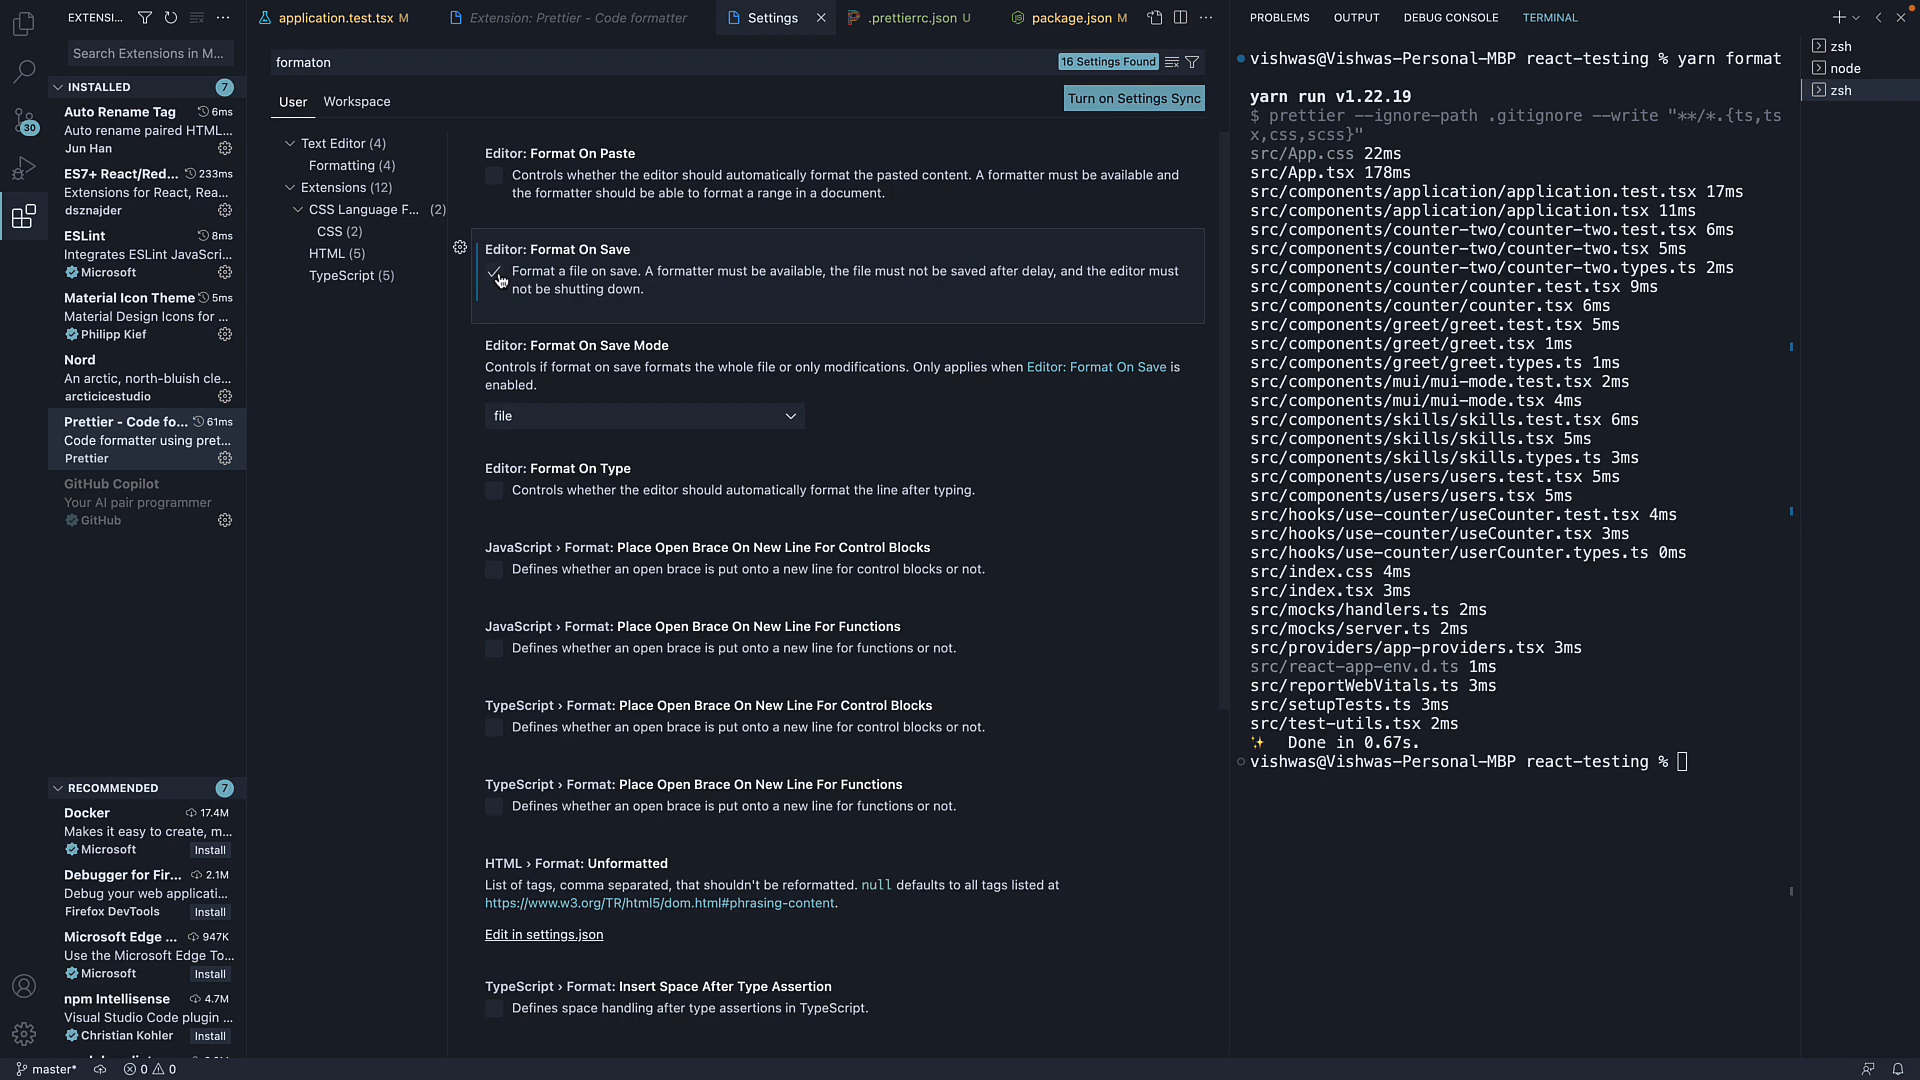 EXTENSI...
Search Extensions in M...
INSTALLED
7
Auto Rename Tag
6ms
Auto rename paired HTML...
Jun Han
ES7+ React/Red...
233ms
Extensions for React, Rea...
dsznajder
ESLint
8ms
Integrates ESLint JavaScri...
Microsoft
Material Icon Theme
5ms
Material Design Icons for ...
Philipp Kief
Nord
An arctic, north-bluish cle...
arcticicestudio
Prettier - Code fo...
61ms
Code formatter using pret...
Prettier
GitHub Copilot
Your AI pair programmer
GitHub
30
RECOMMENDED
7
Docker
17.4M
Makes it easy to create, m...
Microsoft
Install
Debugger for Fir...
2.1M
Debug your web applicati...
Firefox DevTools
Install
Microsoft Edge ...
947K
Use the Microsoft Edge To...
Microsoft
Install
npm Intellisense
4.7M
Visual Studio Code plugin ...
Christian Kohler
Install
application.test.tsx M
Extension: Prettier - Code formatter
Settings
.prettierrc.json U
package.json M
formaton
16 Settings Found
User
Workspace
Turn on Settings Sync
Text Editor (4)
Formatting (4)
Extensions (12)
CSS Language F... (2)
CSS (2)
HTML (5)
TypeScript (5)
Editor: Format On Paste
Controls whether the editor should automatically format the pasted content. A formatter must be available and
the formatter should be able to format a range in a document.
Editor: Format On Save
Format a file on save. A formatter must be available, the file must not be saved after delay, and the editor must
not be shutting down.
Editor: Format On Save Mode
Controls if format on save formats the whole file or only modifications. Only applies when Editor: Format On Save is
enabled.
file
Editor: Format On Type
Controls whether the editor should automatically format the line after typing.
JavaScript › Format: Place Open Brace On New Line For Control Blocks
Defines whether an open brace is put onto a new line for control blocks or not.
JavaScript › Format: Place Open Brace On New Line For Functions
Defines whether an open brace is put onto a new line for functions or not.
TypeScript › Format: Place Open Brace On New Line For Control Blocks
Defines whether an open brace is put onto a new line for control blocks or not.
TypeScript › Format: Place Open Brace On New Line For Functions
Defines whether an open brace is put onto a new line for functions or not.
HTML › Format: Unformatted
List of tags, comma separated, that shouldn't be reformatted. null defaults to all tags listed at
https://www.w3.org/TR/html5/dom.html#phrasing-content.
Edit in settings.json
TypeScript › Format: Insert Space After Type Assertion
Defines space handling after type assertions in TypeScript.
PROBLEMS
OUTPUT
DEBUG CONSOLE
TERMINAL
vishwas@Vishwas-Personal-MBP react-testing % yarn format
yarn run v1.22.19
$ prettier --ignore-path .gitignore --write "**/*.{ts,ts
x,css,scss}"
src/App.css 22ms
src/App.tsx 178ms
src/components/application/application.test.tsx 17ms
src/components/application/application.tsx 11ms
src/components/counter-two/counter-two.test.tsx 6ms
src/components/counter-two/counter-two.tsx 5ms
src/components/counter-two/counter-two.types.ts 2ms
src/components/counter/counter.test.tsx 9ms
src/components/counter/counter.tsx 6ms
src/components/greet/greet.test.tsx 5ms
src/components/greet/greet.tsx 1ms
src/components/greet/greet.types.ts 1ms
src/components/mui/mui-mode.test.tsx 2ms
src/components/mui/mui-mode.tsx 4ms
src/components/skills/skills.test.tsx 6ms
src/components/skills/skills.tsx 5ms
src/components/skills/skills.types.ts 3ms
src/components/users/users.test.tsx 5ms
src/components/users/users.tsx 5ms
src/hooks/use-counter/useCounter.test.tsx 4ms
src/hooks/use-counter/useCounter.tsx 3ms
src/hooks/use-counter/userCounter.types.ts 0ms
src/index.css 4ms
src/index.tsx 3ms
src/mocks/handlers.ts 2ms
src/mocks/server.ts 2ms
src/providers/app-providers.tsx 3ms
src/react-app-env.d.ts 1ms
src/reportWebVitals.ts 3ms
src/setupTests.ts 3ms
src/test-utils.tsx 2ms
✨ Done in 0.67s.
vishwas@Vishwas-Personal-MBP react-testing %
zsh
node
zsh
master*
0
0